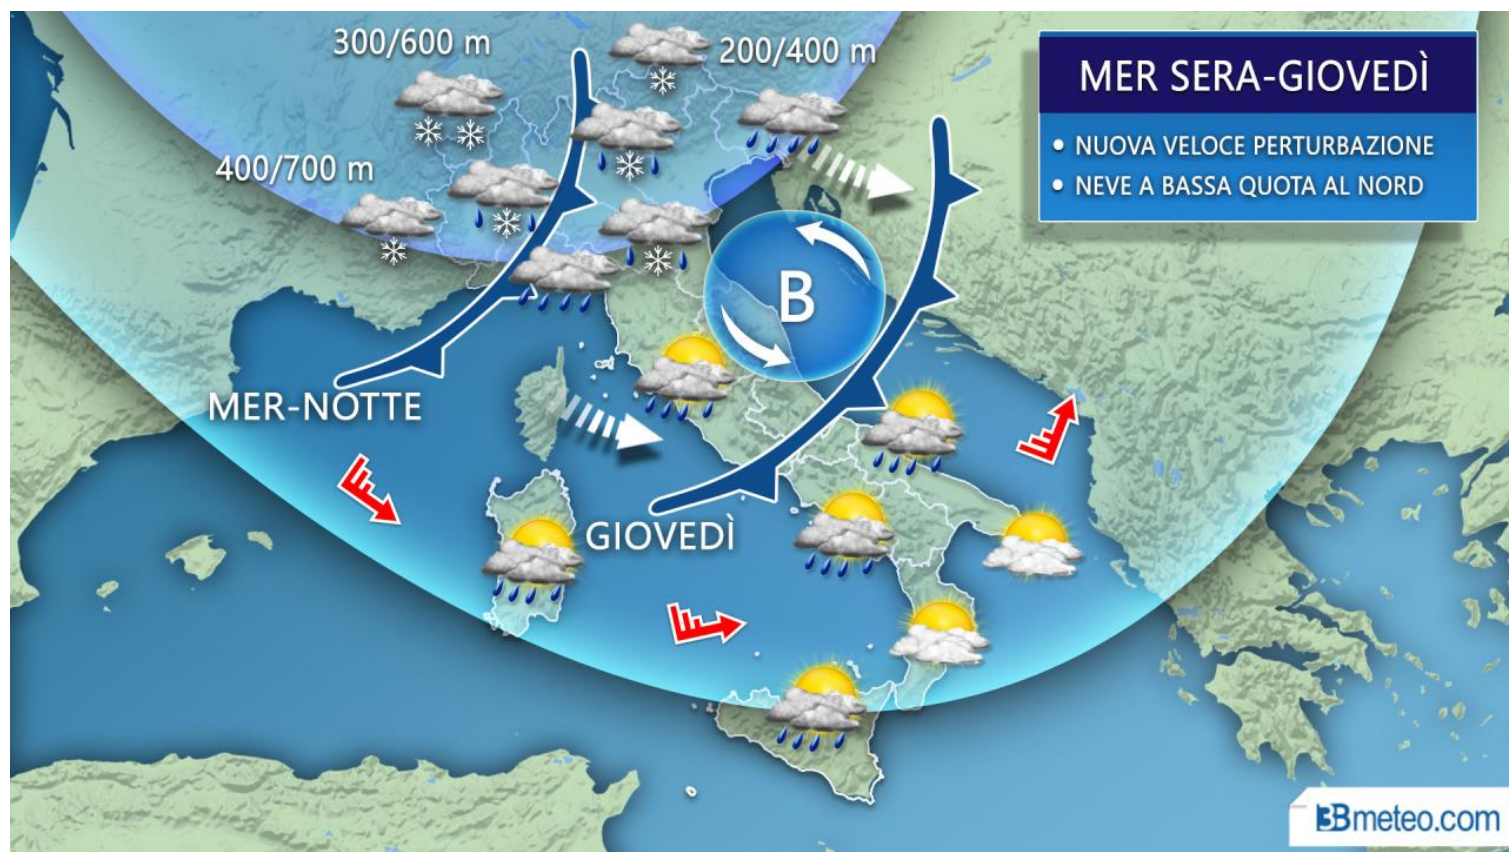 300/600 m
200/400 m
400/700 m
MER SERA-GIOVEDÌ
• NUOVA VELOCE PERTURBAZIONE
• NEVE A BASSA QUOTA AL NORD
B
MER-NOTTE
GIOVEDÌ
3Bmeteo.com